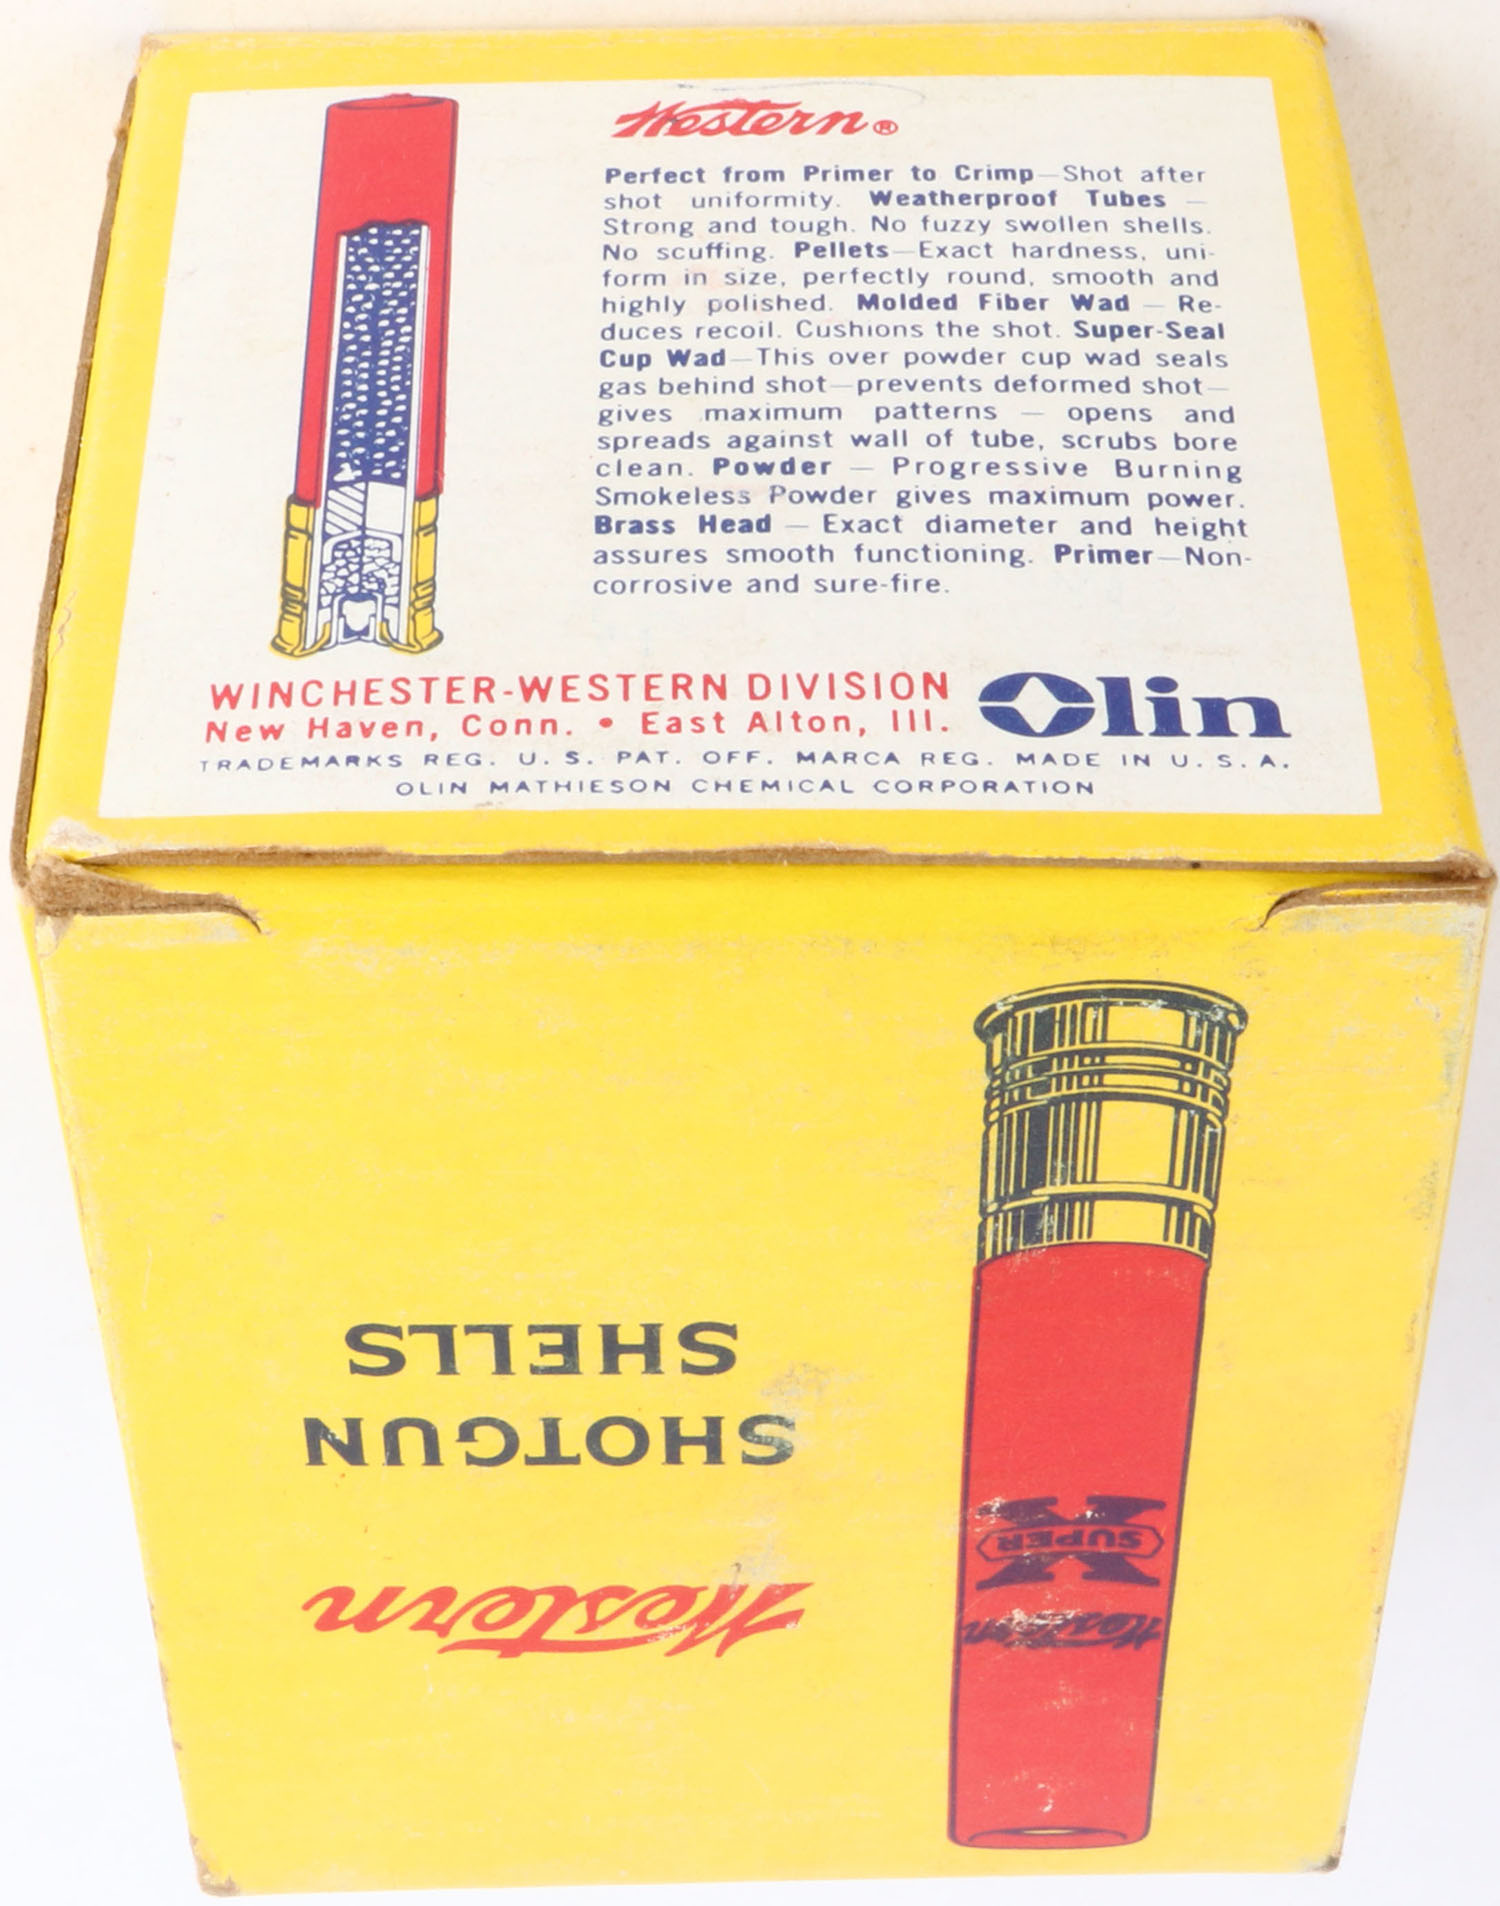 Western®
Perfect from Primer to Crimp—Shot after
shot uniformity. Weatherproof Tubes —
Strong and tough. No fuzzy swollen shells.
No scuffing. Pellets—Exact hardness, uni-
form in size, perfectly round, smooth and
highly polished. Molded Fiber Wad — Re-
duces recoil. Cushions the shot. Super-Seal
Cup Wad—This over powder cup wad seals
gas behind shot—prevents deformed shot—
gives maximum patterns — opens and
spreads against wall of tube, scrubs bore
clean. Powder — Progressive Burning
Smokeless Powder gives maximum power.
Brass Head — Exact diameter and height
assures smooth functioning. Primer—Non-
corrosive and sure-fire.
WINCHESTER-WESTERN DIVISION
New Haven, Conn. • East Alton, Ill.
Olin
TRADEMARKS REG. U. S. PAT. OFF. MARCA REG. MADE IN U. S. A.
OLIN MATHIESON CHEMICAL CORPORATION
Western
SHOTGUN
SHELLS
Western
SUPER
X